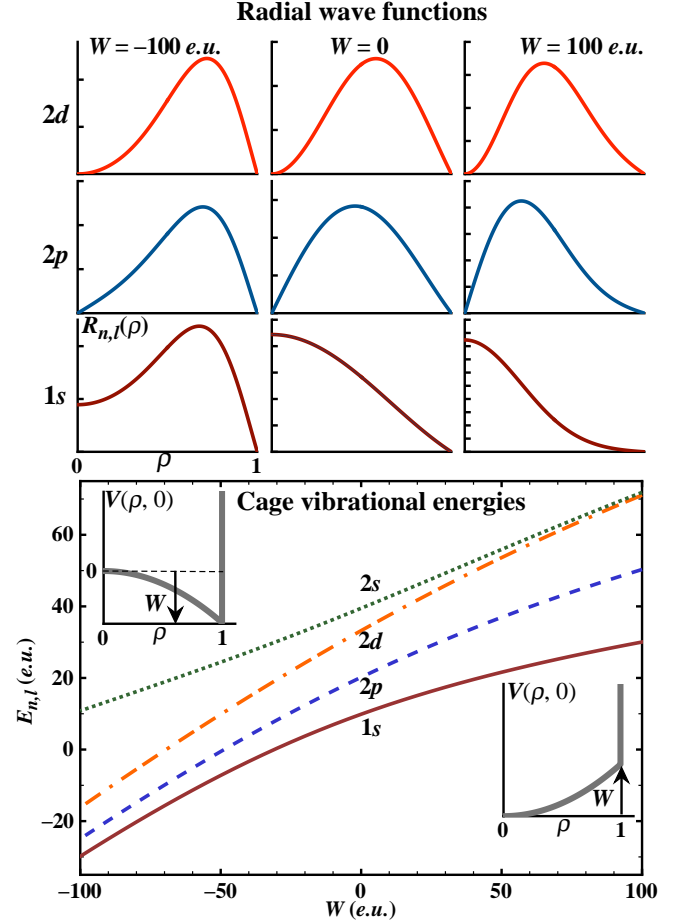 Radial wave functions
W = –100 e.u.
W = 0
W = 100 e.u.
2d
2p
R_{n,l}(ρ)
1s
0
ρ
1
Cage vibrational energies
V(ρ, 0)
0
W
0
ρ
1
2s
2d
2p
1s
V(ρ, 0)
W
0
ρ
1
E_{n,l} (e.u.)
60
40
20
0
–20
–100
–50
0
50
100
W (e.u.)